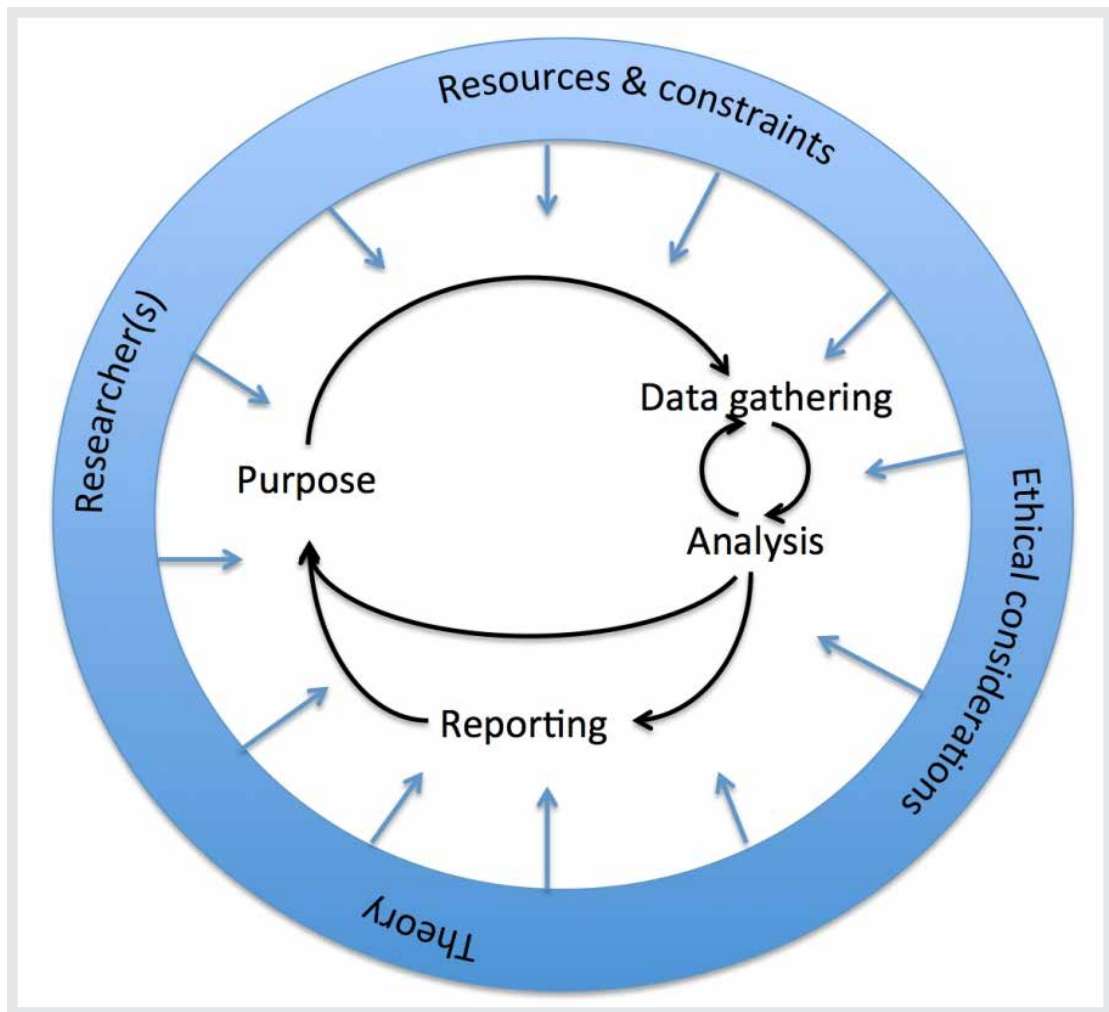 Resources & constraints
Researcher(s)
Data gathering
Purpose
Ethical considerations
Analysis
Reporting
Theory